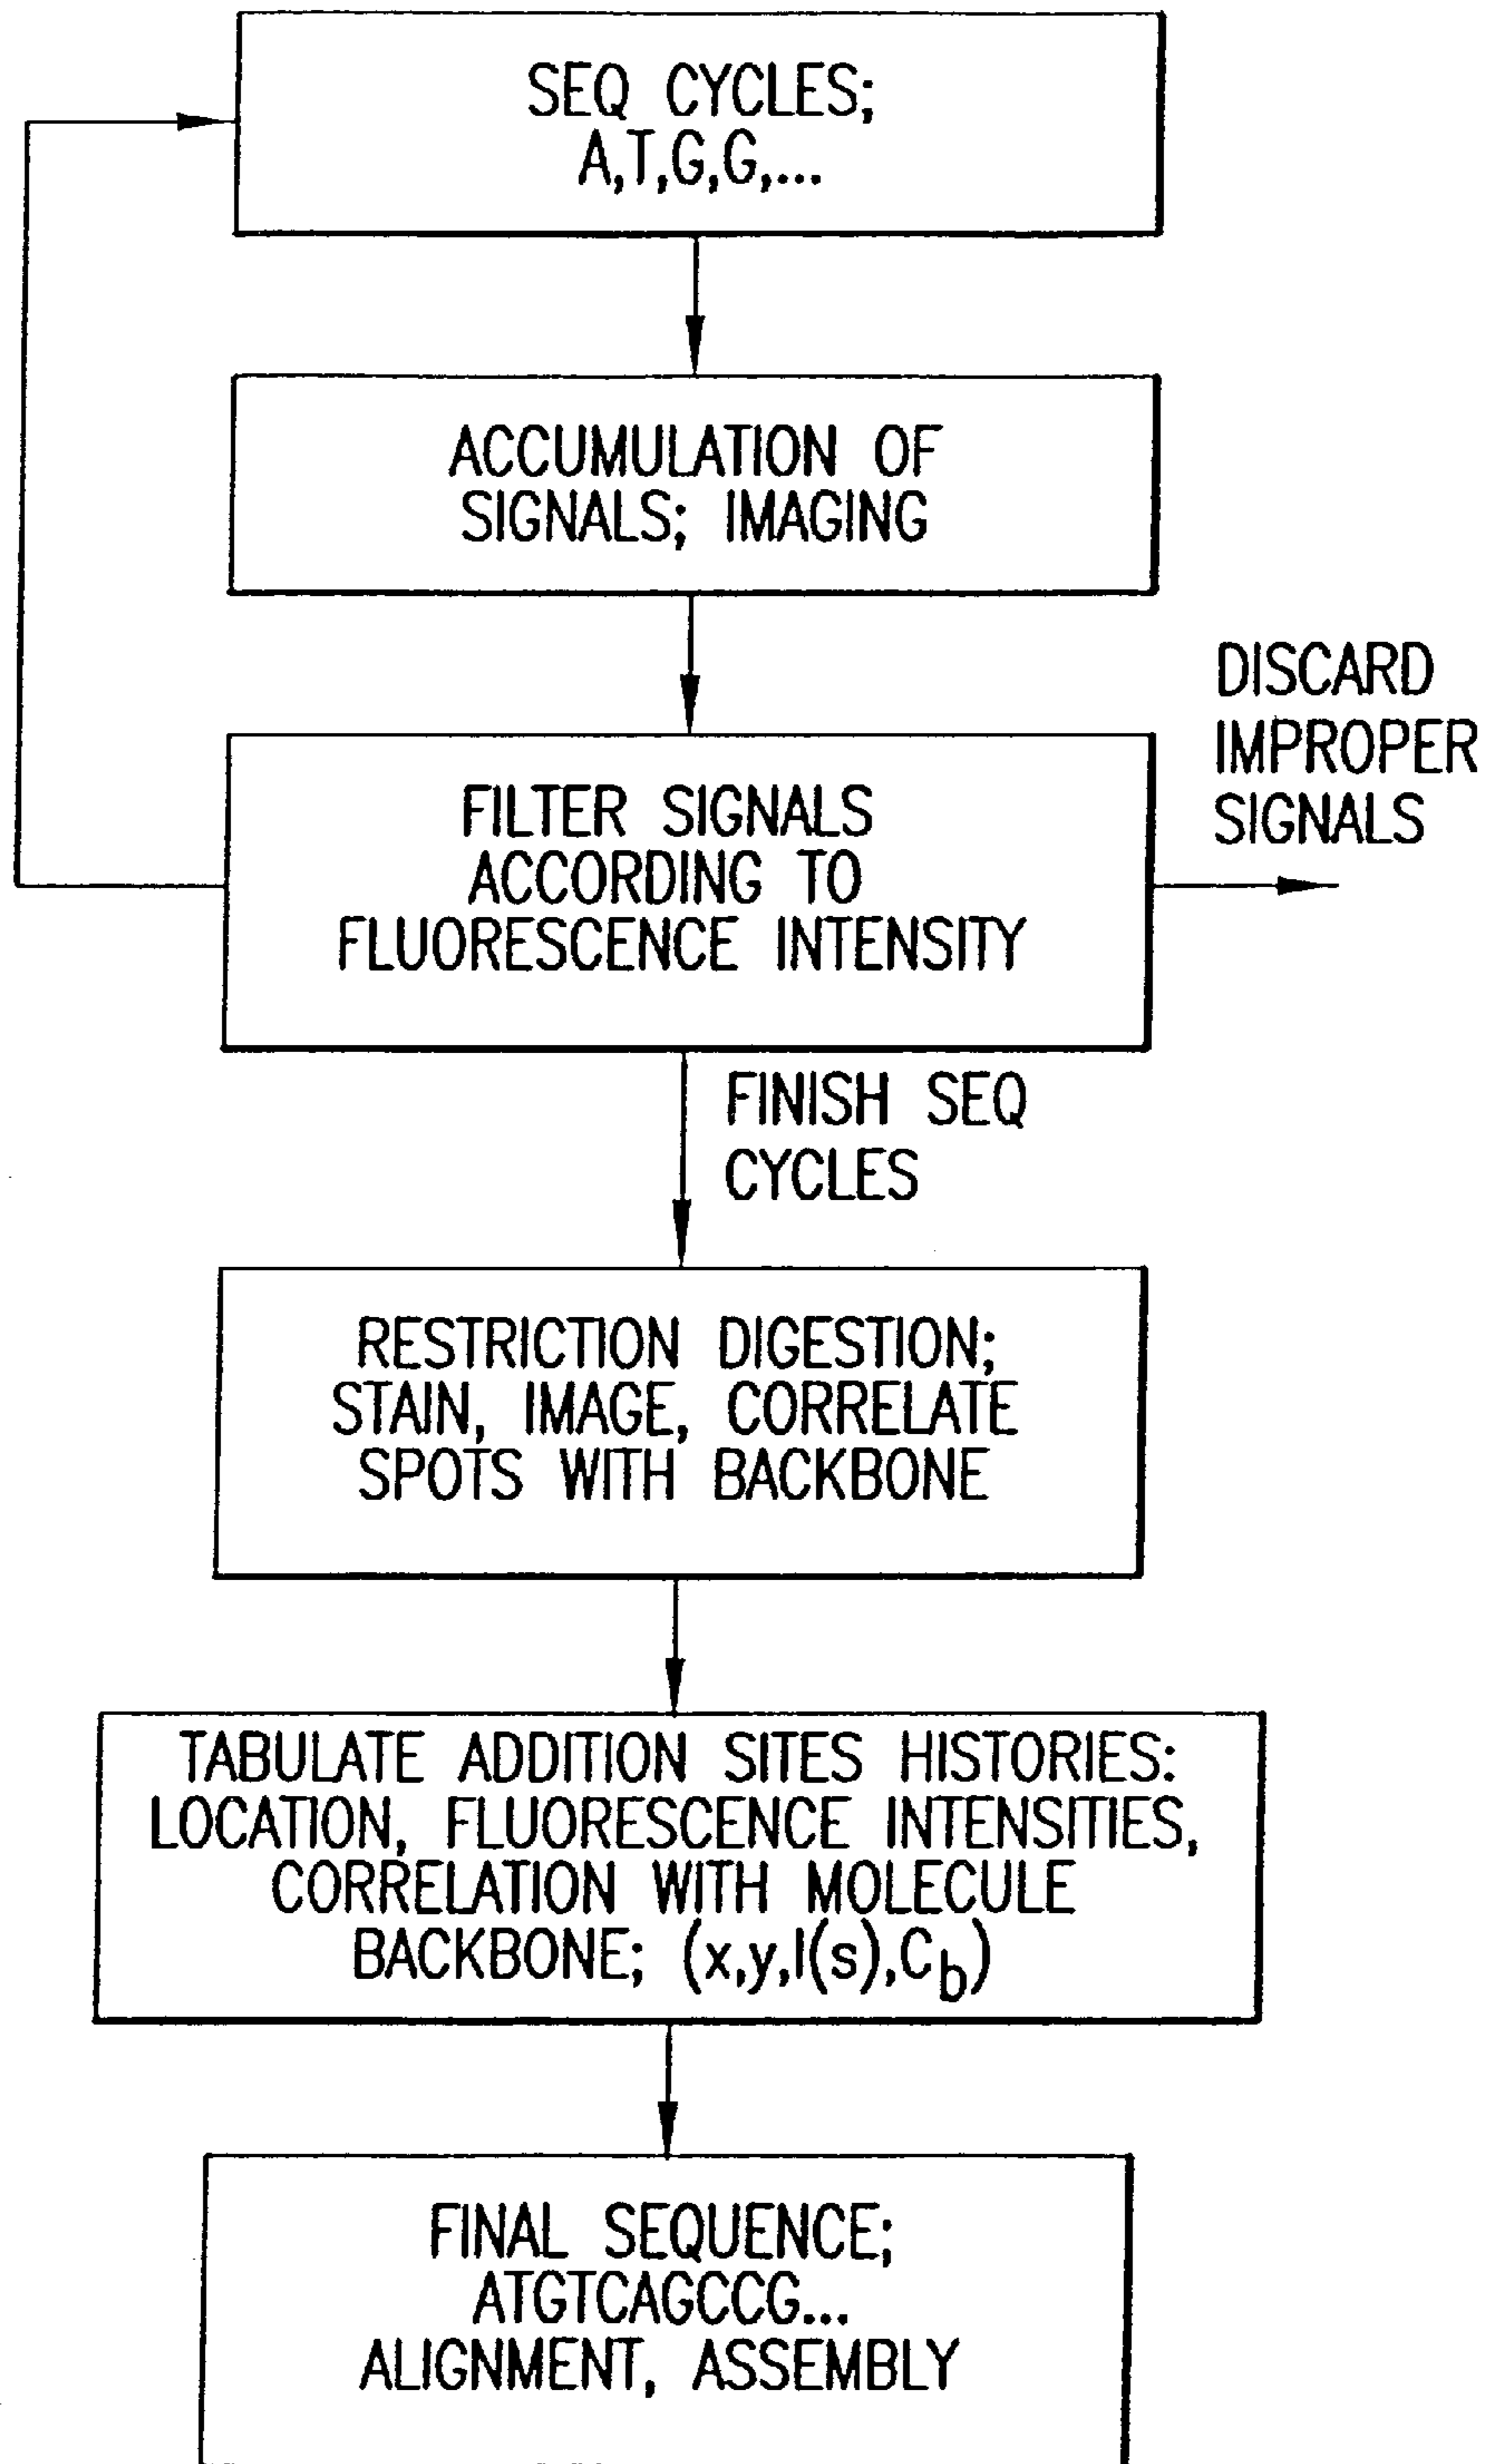 SEQ CYCLES;
A,T,G,G,...
ACCUMULATION OF
SIGNALS; IMAGING
DISCARD
IMPROPER
SIGNALS
FILTER SIGNALS
ACCORDING TO
FLUORESCENCE INTENSITY
FINISH SEQ
CYCLES
RESTRICTION DIGESTION;
STAIN, IMAGE, CORRELATE
SPOTS WITH BACKBONE
TABULATE ADDITION SITES HISTORIES:
LOCATION, FLUORESCENCE INTENSITIES,
CORRELATION WITH MOLECULE
BACKBONE; (x,y,I(s),Cb)
FINAL SEQUENCE;
ATGTCAGCCG...
ALIGNMENT, ASSEMBLY